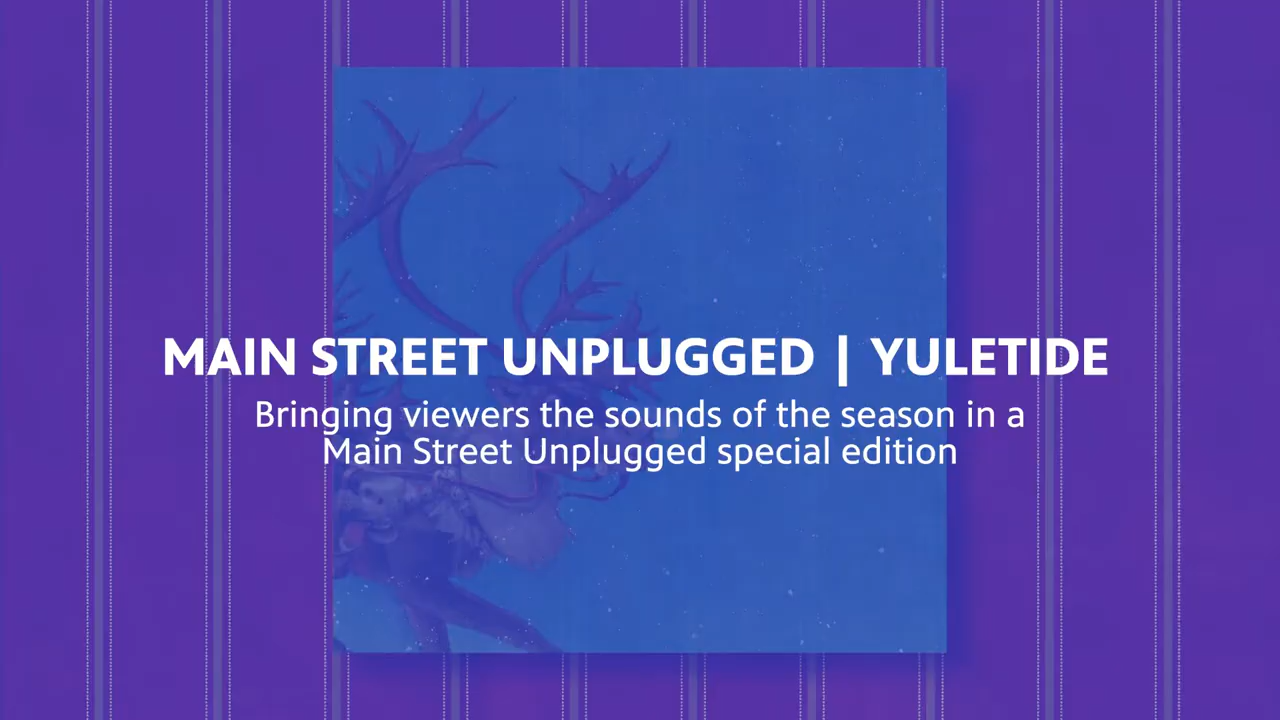 MAIN STREET UNPLUGGED | YULETIDE
Bringing viewers the sounds of the season in a
Main Street Unplugged special edition